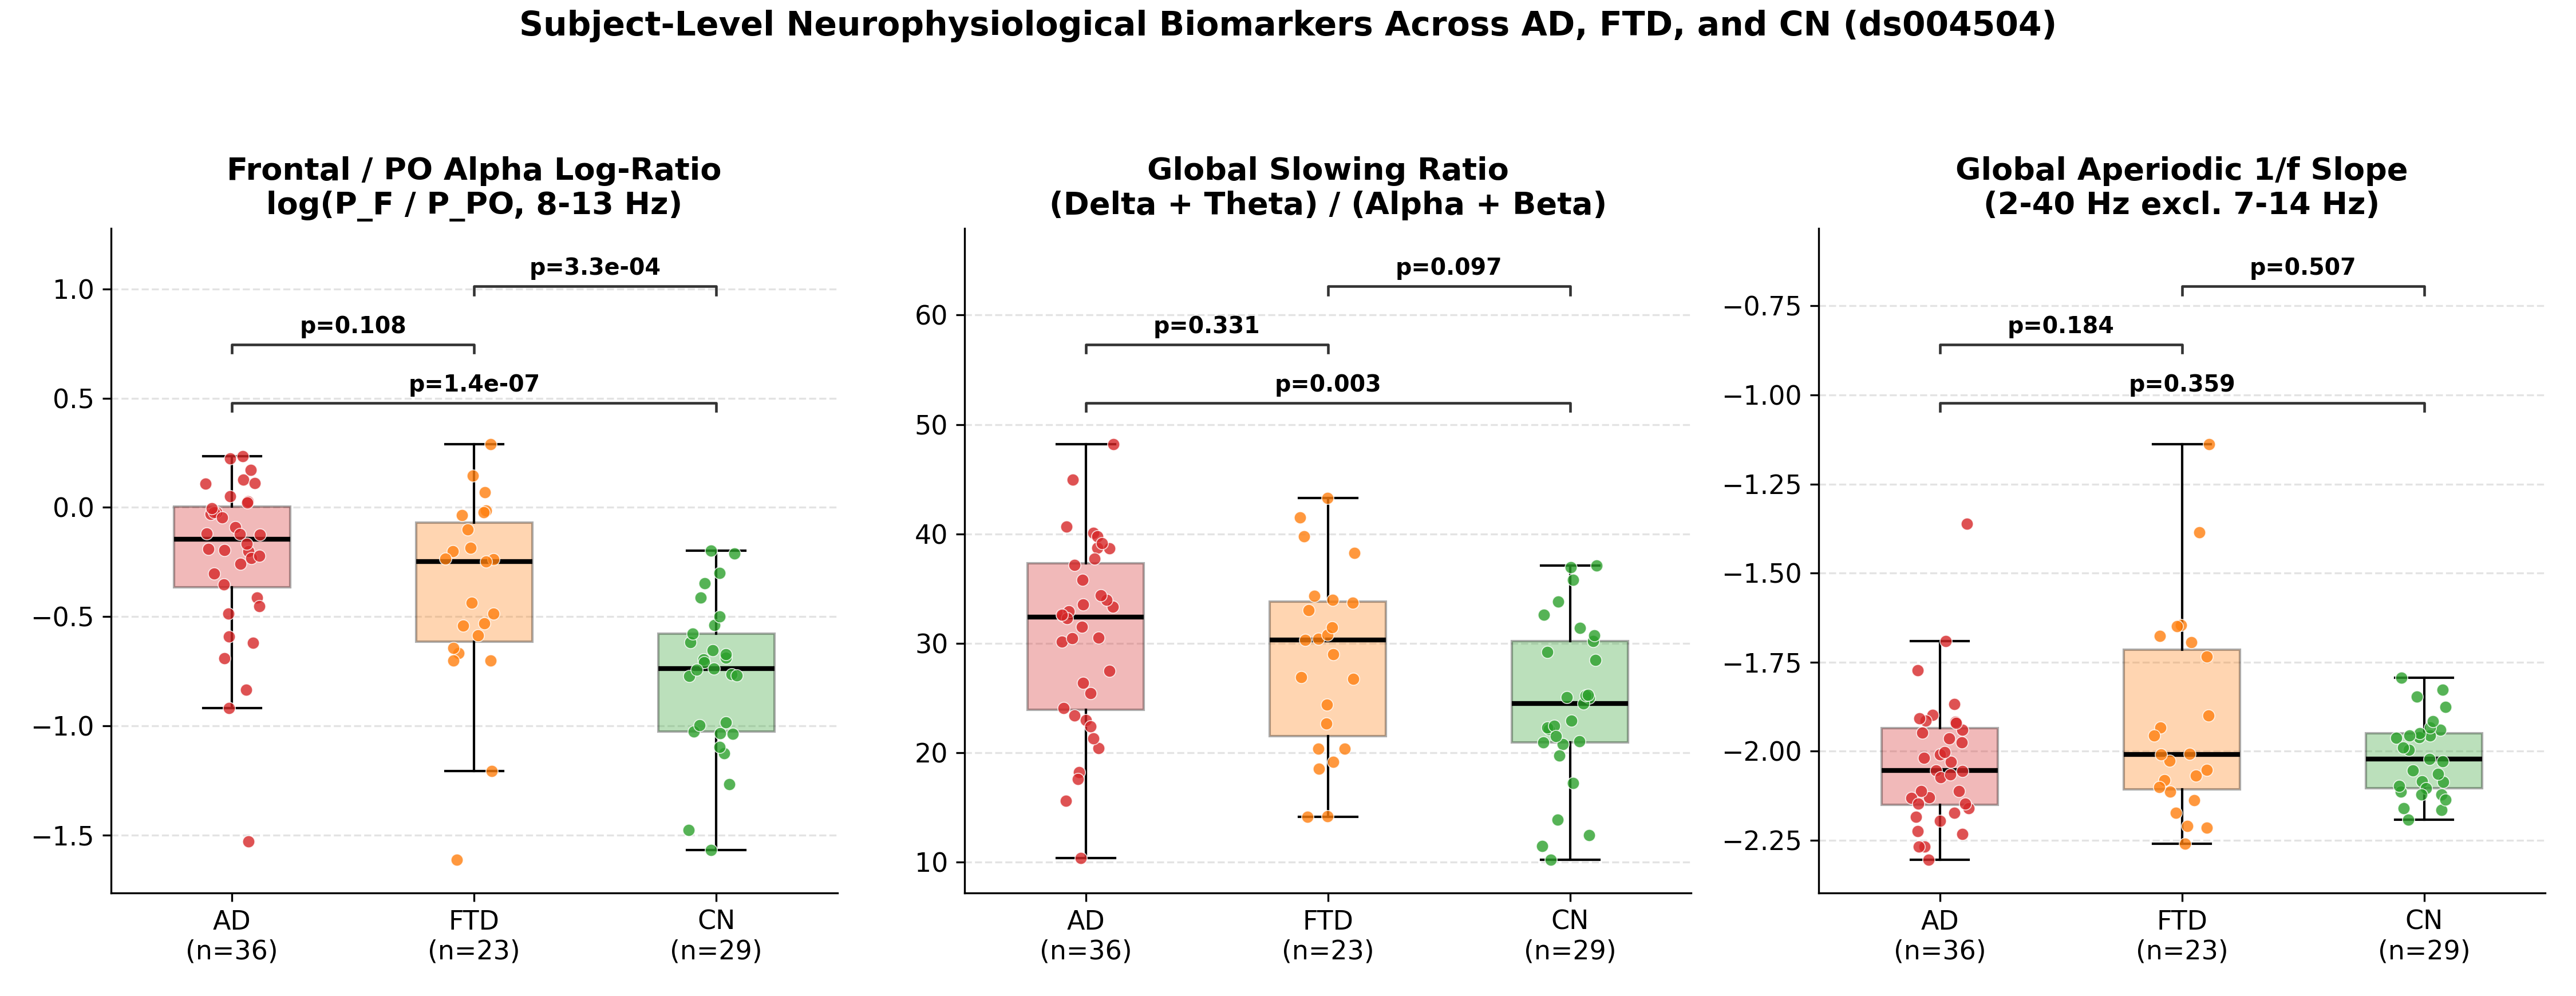 Subject-Level Neurophysiological Biomarkers Across AD, FTD, and CN (ds004504)
Frontal / PO Alpha Log-Ratio
log(P_F / P_PO, 8-13 Hz)
p=3.3e-04
p=0.108
p=1.4e-07
1.0
0.5
0.0
−0.5
−1.0
−1.5
AD
(n=36)
FTD
(n=23)
CN
(n=29)
Global Slowing Ratio
(Delta + Theta) / (Alpha + Beta)
p=0.097
p=0.331
p=0.003
60
50
40
30
20
10
AD
(n=36)
FTD
(n=23)
CN
(n=29)
Global Aperiodic 1/f Slope
(2-40 Hz excl. 7-14 Hz)
p=0.507
p=0.184
p=0.359
−0.75
−1.00
−1.25
−1.50
−1.75
−2.00
−2.25
AD
(n=36)
FTD
(n=23)
CN
(n=29)